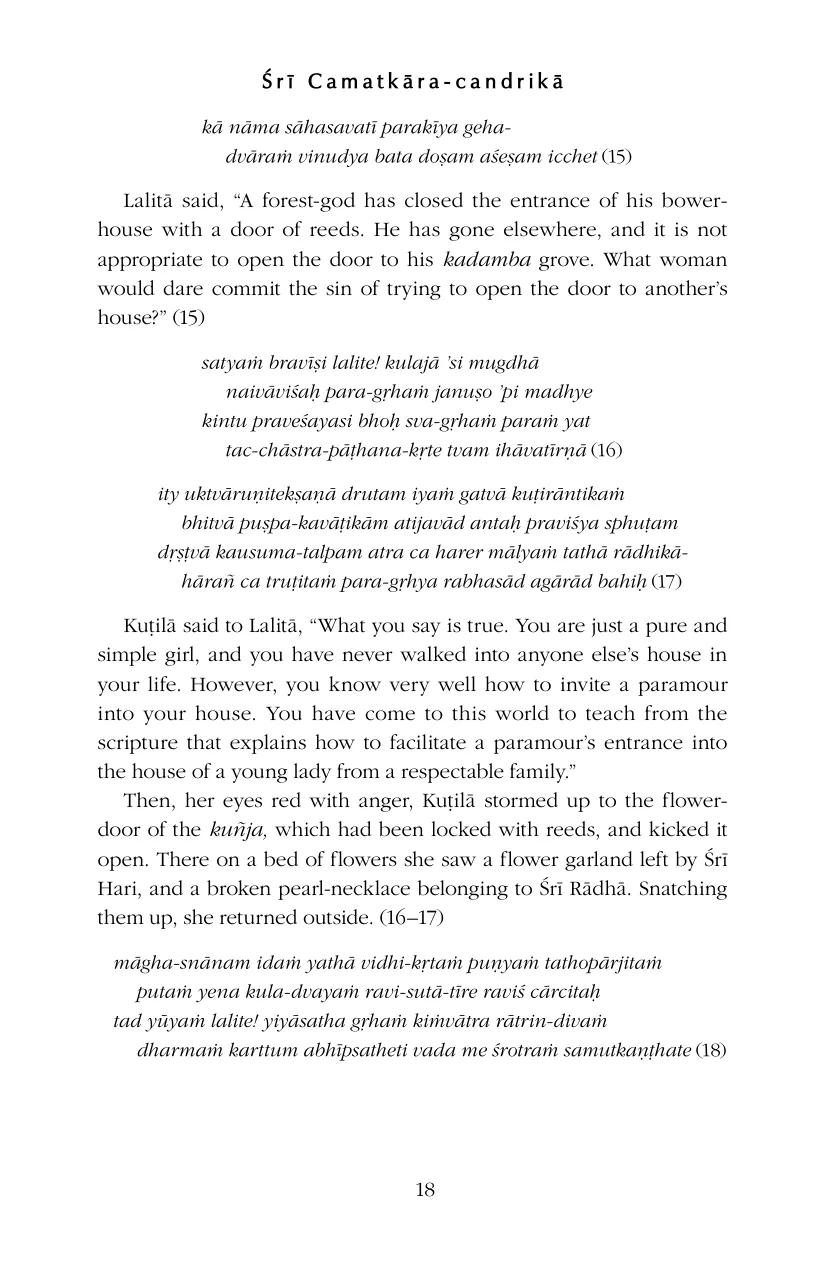 Śrī Camatkāra-candrikā
kā nāma sāhasavatī parakīya geha-
dvāraṁ vinudya bata doṣam aśeṣam icchet (15)
Lalitā said, “A forest-god has closed the entrance of his bower-
house with a door of reeds. He has gone elsewhere, and it is not
appropriate to open the door to his kadamba grove. What woman
would dare commit the sin of trying to open the door to another’s
house?” (15)
satyaṁ bravīṣi lalite! kulajā ’si mugdhā
naivāviśaḥ para-gṛhaṁ januṣo ’pi madhye
kintu praveśayasi bhoḥ sva-gṛhaṁ paraṁ yat
tac-chāstra-pāṭhana-kṛte tvam ihāvatīrṇā (16)
ity uktvāruṇitekṣaṇā drutam iyaṁ gatvā kuṭirāntikaṁ
bhitvā puṣpa-kavāṭikām atijavād antaḥ praviśya sphuṭam
dṛṣṭvā kausuma-talpam atra ca harer mālyaṁ tathā rādhikā-
hārañ ca truṭitaṁ para-gṛhya rabhasād agārād bahiḥ (17)
Kuṭilā said to Lalitā, “What you say is true. You are just a pure and
simple girl, and you have never walked into anyone else’s house in
your life. However, you know very well how to invite a paramour
into your house. You have come to this world to teach from the
scripture that explains how to facilitate a paramour’s entrance into
the house of a young lady from a respectable family.”
Then, her eyes red with anger, Kuṭilā stormed up to the flower-
door of the kuñja, which had been locked with reeds, and kicked it
open. There on a bed of flowers she saw a flower garland left by Śrī
Hari, and a broken pearl-necklace belonging to Śrī Rādhā. Snatching
them up, she returned outside. (16–17)
māgha-snānam idaṁ yathā vidhi-kṛtaṁ puṇyaṁ tathopārjitaṁ
putaṁ yena kula-dvayaṁ ravi-sutā-tīre raviś cārcitaḥ
tad yūyaṁ lalite! yiyāsatha gṛhaṁ kiṁvātra rātrin-divaṁ
dharmaṁ karttum abhīpsatheti vada me śrotraṁ samutkaṇṭhate (18)
18